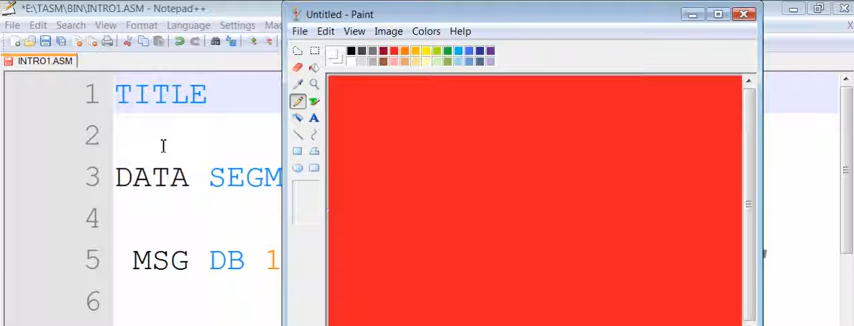 *E:\TASM\BIN\INTRO1.ASM - Notepad++
File Edit Search View Format Language Settings
INTRO1.ASM
1 TITLE
2
3 DATA SEGM
4
5 MSG DB 1
6
Untitled - Paint
File Edit View Image Colors Help
A